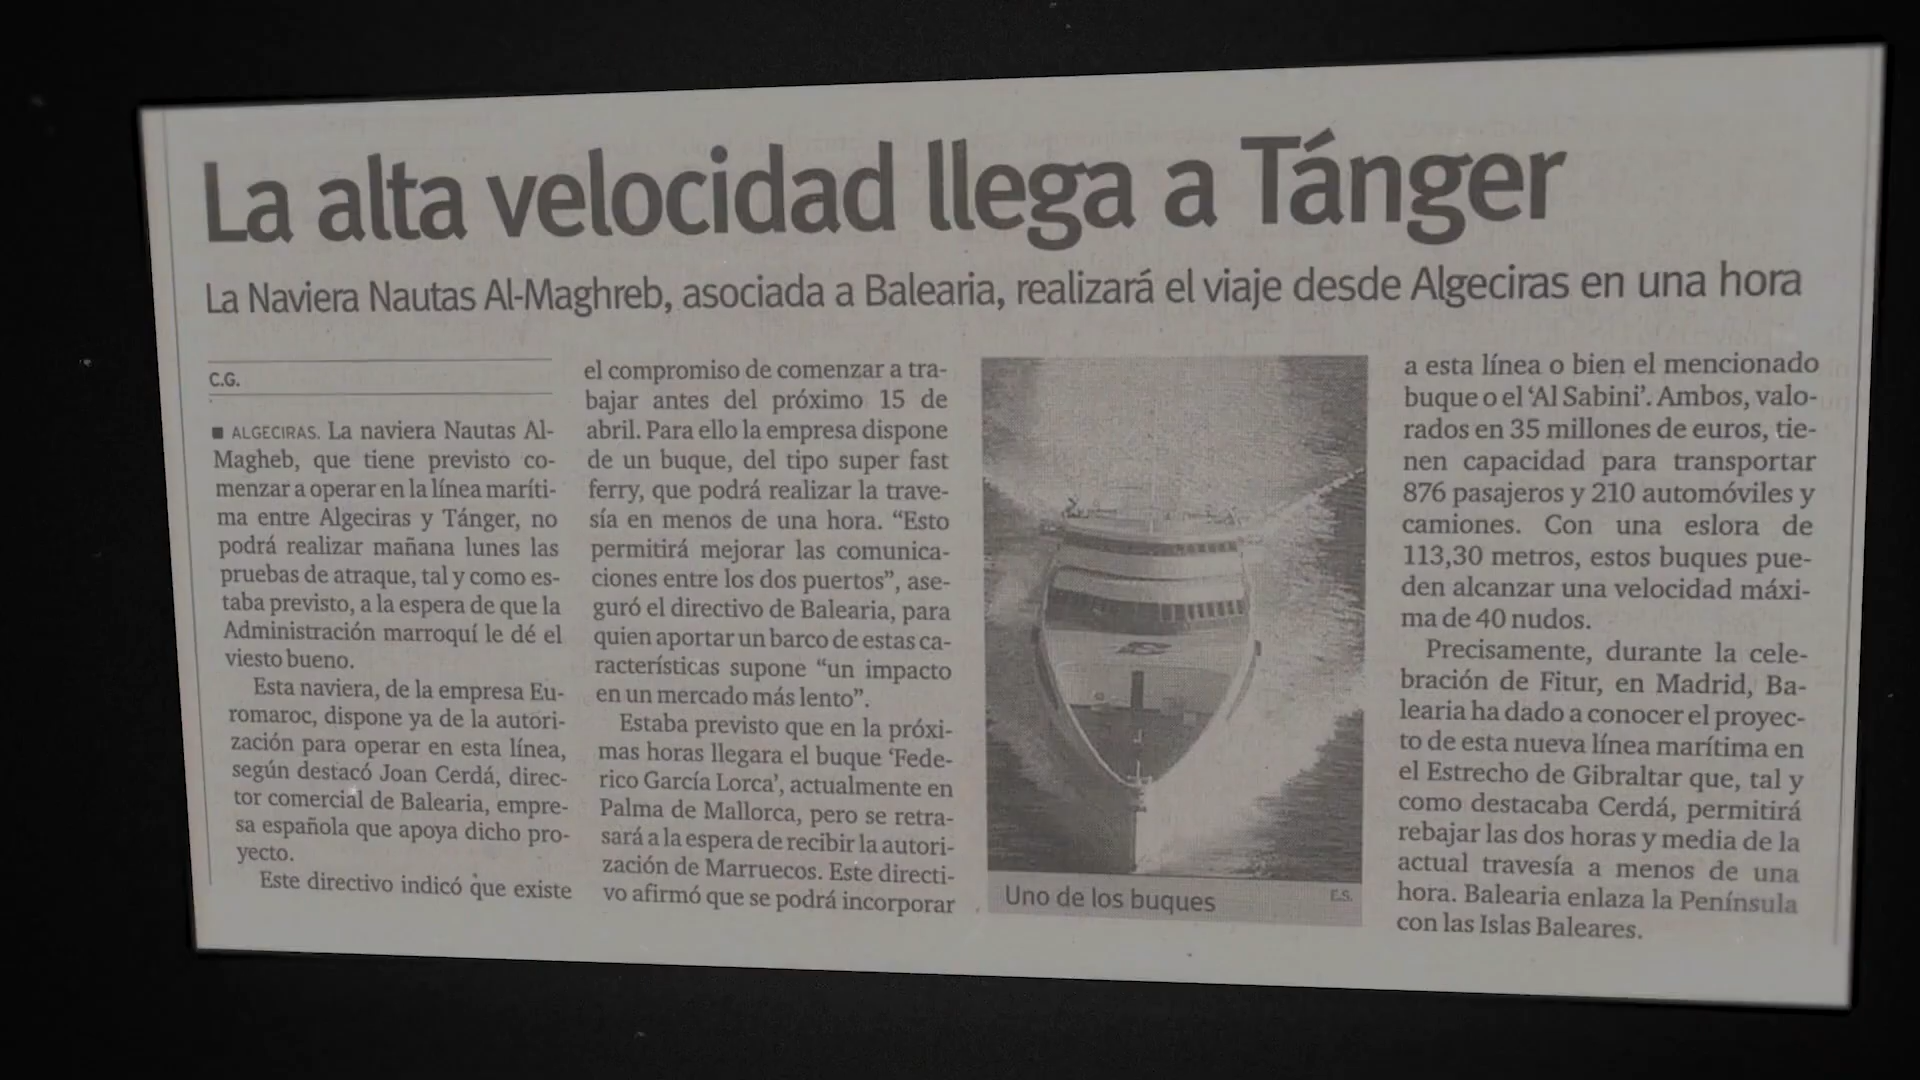 La alta velocidad llega a Tánger
La Naviera Nautas Al-Maghreb, asociada a Balearia, realizará el viaje desde Algeciras en una hora
C.G.
■ ALGECIRAS. La naviera Nautas Al-
Magheb, que tiene previsto co-
menzar a operar en la línea maríti-
ma entre Algeciras y Tánger, no
podrá realizar mañana lunes las
pruebas de atraque, tal y como es-
taba previsto, a la espera de que la
Administración marroquí le dé el
viesto bueno.
Esta naviera, de la empresa Eu-
romaroc, dispone ya de la autori-
zación para operar en esta línea,
según destacó Joan Cerdá, direc-
tor comercial de Balearia, empre-
sa española que apoya dicho pro-
yecto.
Este directivo indicó que existe
el compromiso de comenzar a tra-
bajar antes del próximo 15 de
abril. Para ello la empresa dispone
de un buque, del tipo super fast
ferry, que podrá realizar la trave-
sía en menos de una hora. “Esto
permitirá mejorar las comunica-
ciones entre los dos puertos”, ase-
guró el directivo de Balearia, para
quien aportar un barco de estas ca-
racterísticas supone “un impacto
en un mercado más lento”.
Estaba previsto que en la próxi-
mas horas llegara el buque ‘Fede-
rico García Lorca’, actualmente en
Palma de Mallorca, pero se retra-
sará a la espera de recibir la autori-
zación de Marruecos. Este directi-
vo afirmó que se podrá incorporar
Uno de los buques
E.S.
a esta línea o bien el mencionado
buque o el ‘Al Sabini’. Ambos, valo-
rados en 35 millones de euros, tie-
nen capacidad para transportar
876 pasajeros y 210 automóviles y
camiones. Con una eslora de
113,30 metros, estos buques pue-
den alcanzar una velocidad máxi-
ma de 40 nudos.
Precisamente, durante la cele-
bración de Fitur, en Madrid, Ba-
learia ha dado a conocer el proyec-
to de esta nueva línea marítima en
el Estrecho de Gibraltar que, tal y
como destacaba Cerdá, permitirá
rebajar las dos horas y media de la
actual travesía a menos de una
hora. Balearia enlaza la Península
con las Islas Baleares.